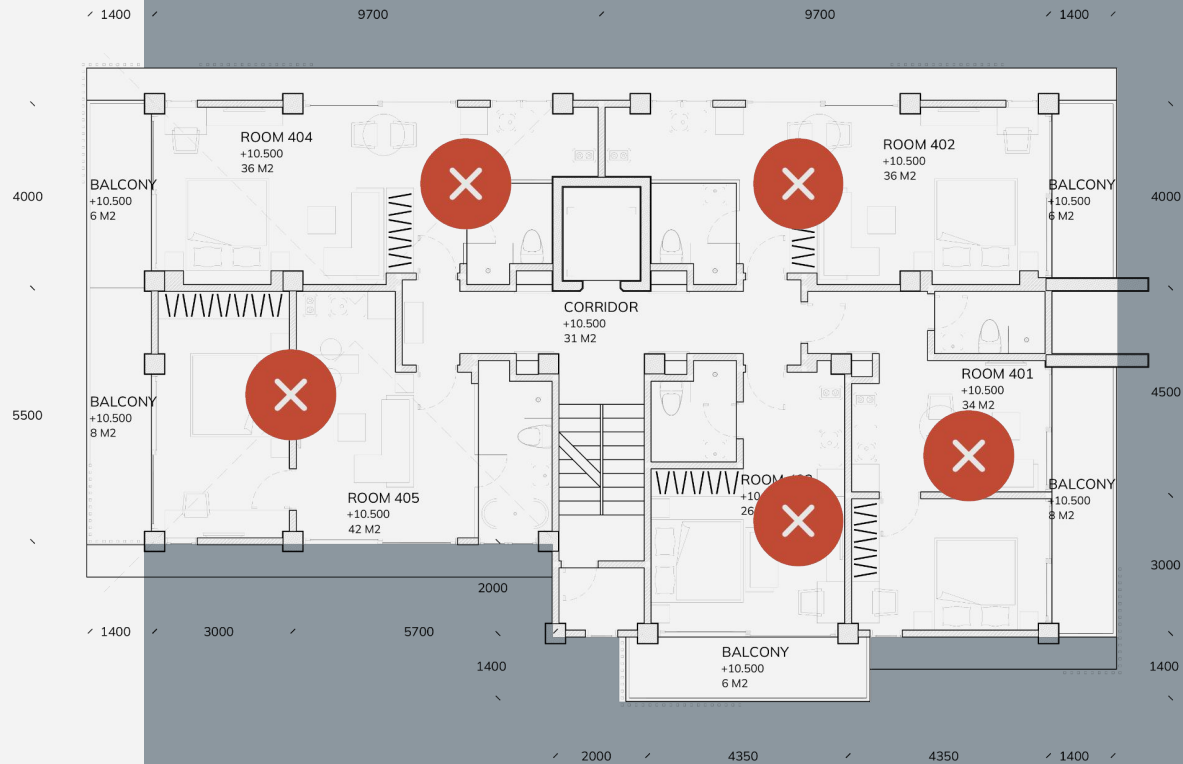 1400
9700
9700
1400
ROOM 404
+10.500
36 M2
ROOM 402
+10.500
36 M2
BALCONY
+10.500
6 M2
BALCONY
+10.500
6 M2
4000
4000
CORRIDOR
+10.500
31 M2
ROOM 401
+10.500
34 M2
BALCONY
+10.500
8 M2
5500
4500
ROOM 405
+10.500
42 M2
ROOM
26
BALCONY
+10.500
8 M2
2000
3000
1400
3000
5700
1400
1400
BALCONY
+10.500
6 M2
2000
4350
4350
1400